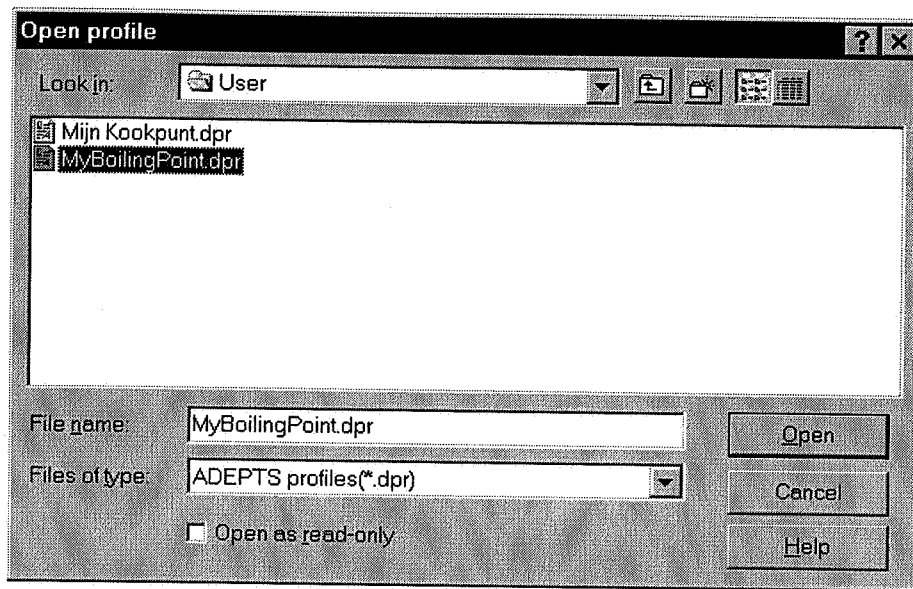 Open profile
Look in: User
Mijn Kookpunt.dpr
MyBoilingPoint.dpr
File name: MyBoilingPoint.dpr Open
Files of type: ADEPTS profiles(*.dpr) Cancel
Open as read-only Help